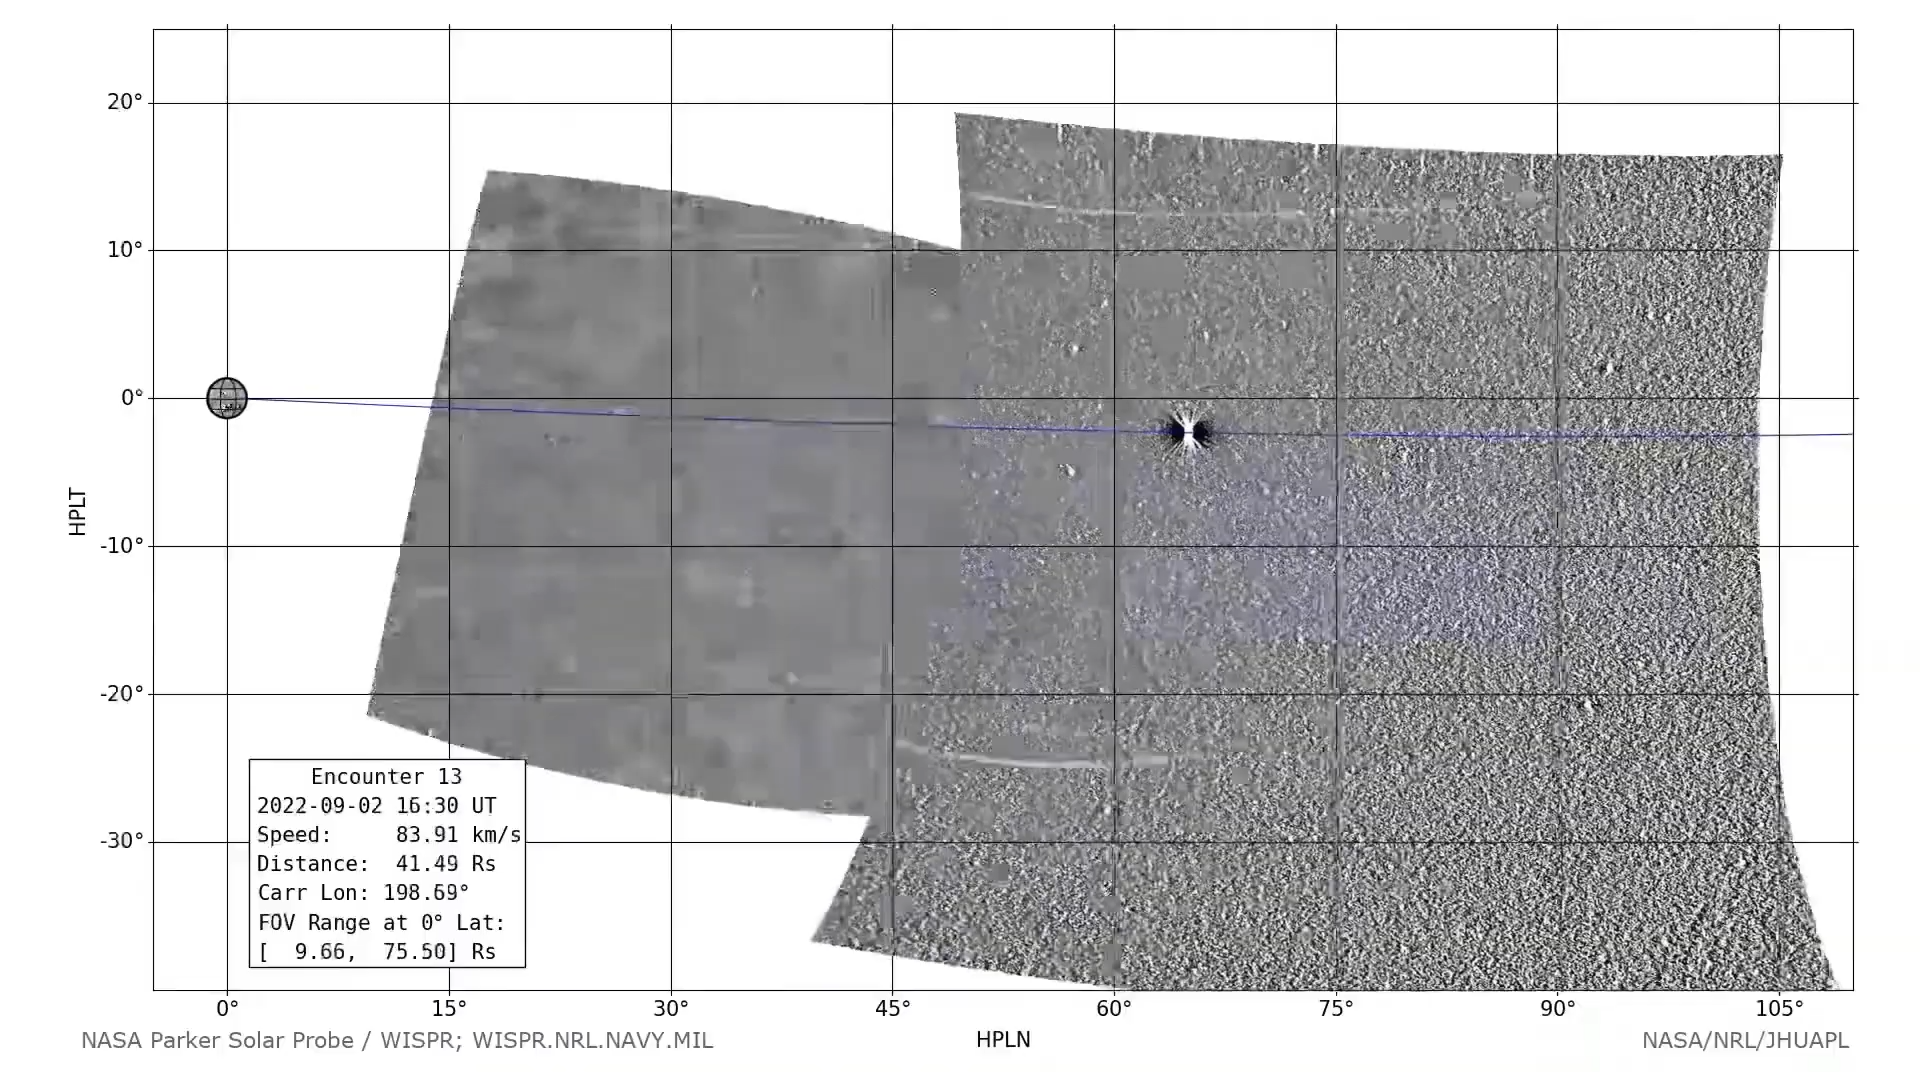 20°
10°
0°
-10°
-20°
-30°
HPLT
Encounter 13
2022-09-02 16:30 UT
Speed: 83.91 km/s
Distance: 41.49 Rs
Carr Lon: 198.69°
FOV Range at 0° Lat:
[ 9.66, 75.50] Rs
0° 15° 30° 45° 60° 75° 90° 105°
HPLN
NASA Parker Solar Probe / WISPR; WISPR.NRL.NAVY.MIL
NASA/NRL/JHUAPL